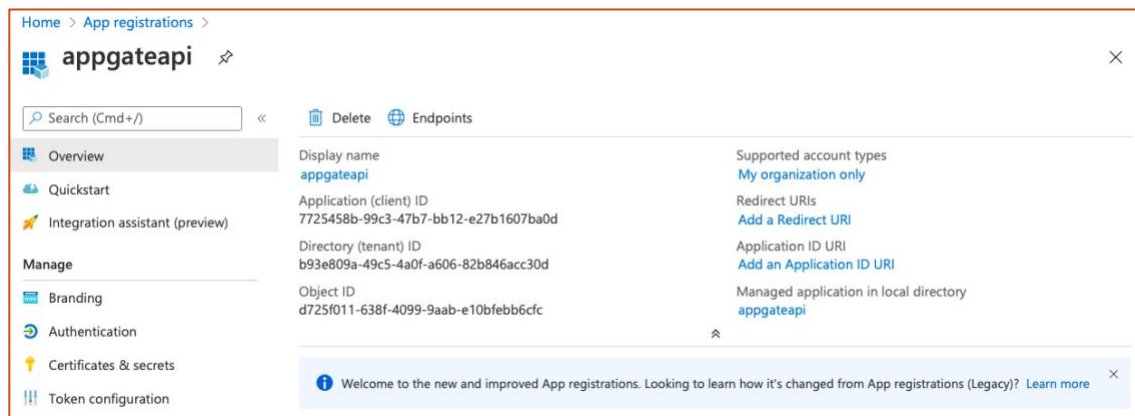 Home > App registrations >
appgateapi
Search (Cmd+/)
«
Overview
Quickstart
Integration assistant (preview)
Manage
Branding
Authentication
Certificates & secrets
Token configuration
Delete
Endpoints
Display name
appgateapi
Application (client) ID
7725458b-99c3-47b7-bb12-e27b1607ba0d
Directory (tenant) ID
b93e809a-49c5-4a0f-a606-82b846acc30d
Object ID
d725f011-638f-4099-9aab-e10bfebb6cfc
Supported account types
My organization only
Redirect URIs
Add a Redirect URI
Application ID URI
Add an Application ID URI
Managed application in local directory
appgateapi
Welcome to the new and improved App registrations. Looking to learn how it's changed from App registrations (Legacy)? Learn more